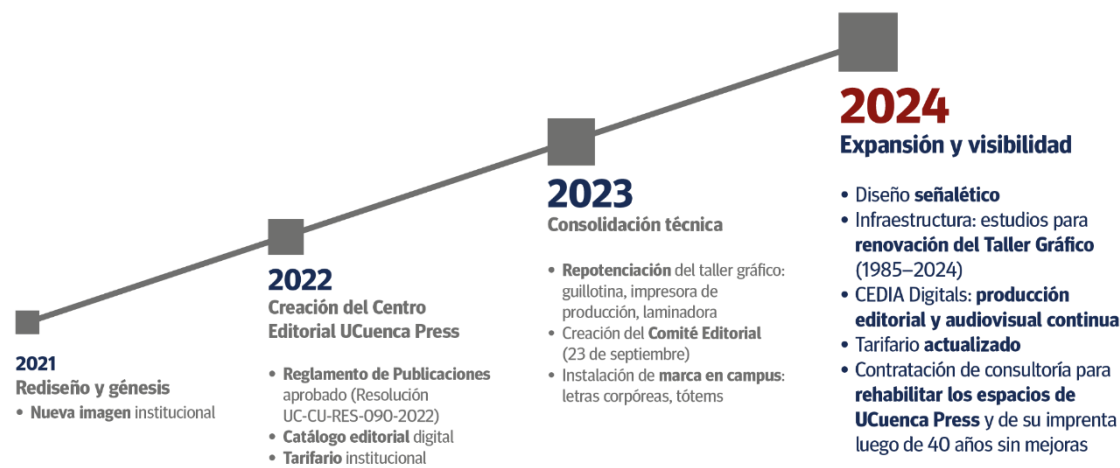 2021
Rediseño y génesis
• Nueva imagen institucional
2022
Creación del Centro
Editorial UCuenca Press
• Reglamento de Publicaciones
aprobado (Resolución
UC-CU-RES-090-2022)
• Catálogo editorial digital
• Tarifario institucional
2023
Consolidación técnica
• Repotenciación del taller gráfico:
guillotina, impresora de
producción, laminadora
• Creación del Comité Editorial
(23 de septiembre)
• Instalación de marca en campus:
letras corpóreas, tótems
2024
Expansión y visibilidad
• Diseño señalético
• Infraestructura: estudios para
renovación del Taller Gráfico
(1985–2024)
• CEDIA Digitals: producción
editorial y audiovisual continua
• Tarifario actualizado
• Contratación de consultoría para
rehabilitar los espacios de
UCuenca Press y de su imprenta
luego de 40 años sin mejoras